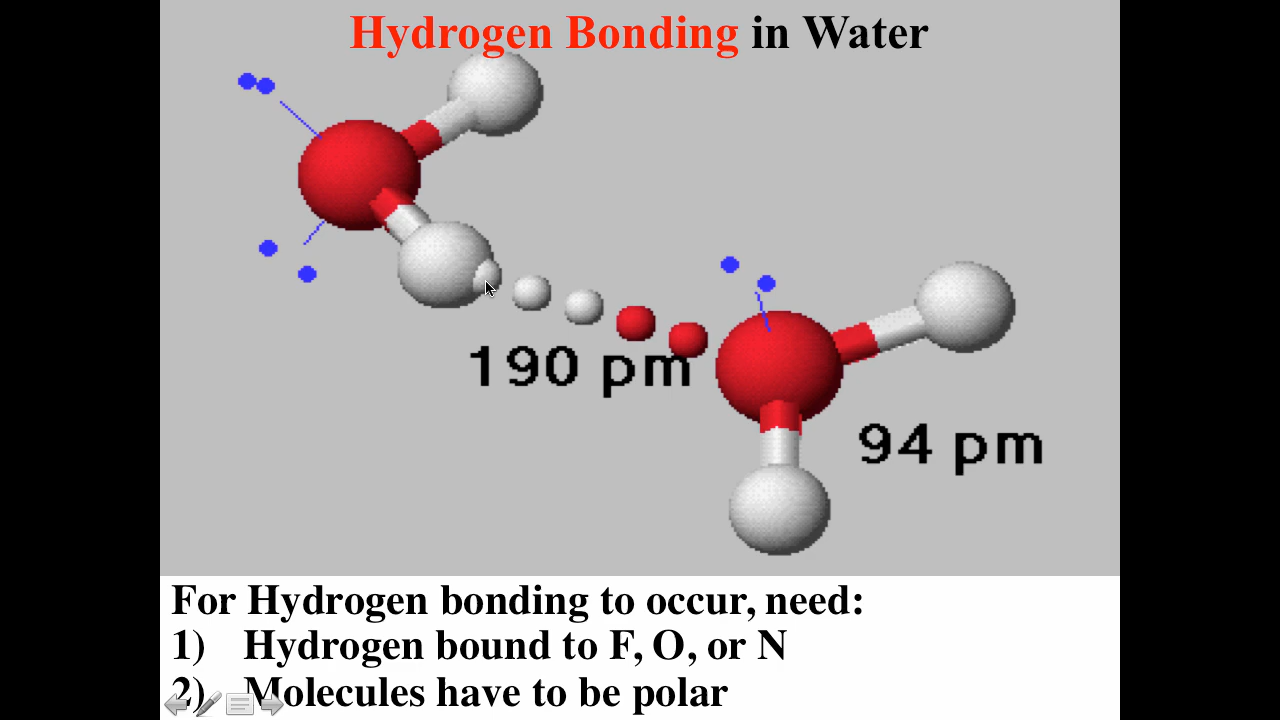 Hydrogen Bonding in Water
190 pm
94 pm
For Hydrogen bonding to occur, need:
1) Hydrogen bound to F, O, or N
2) Molecules have to be polar